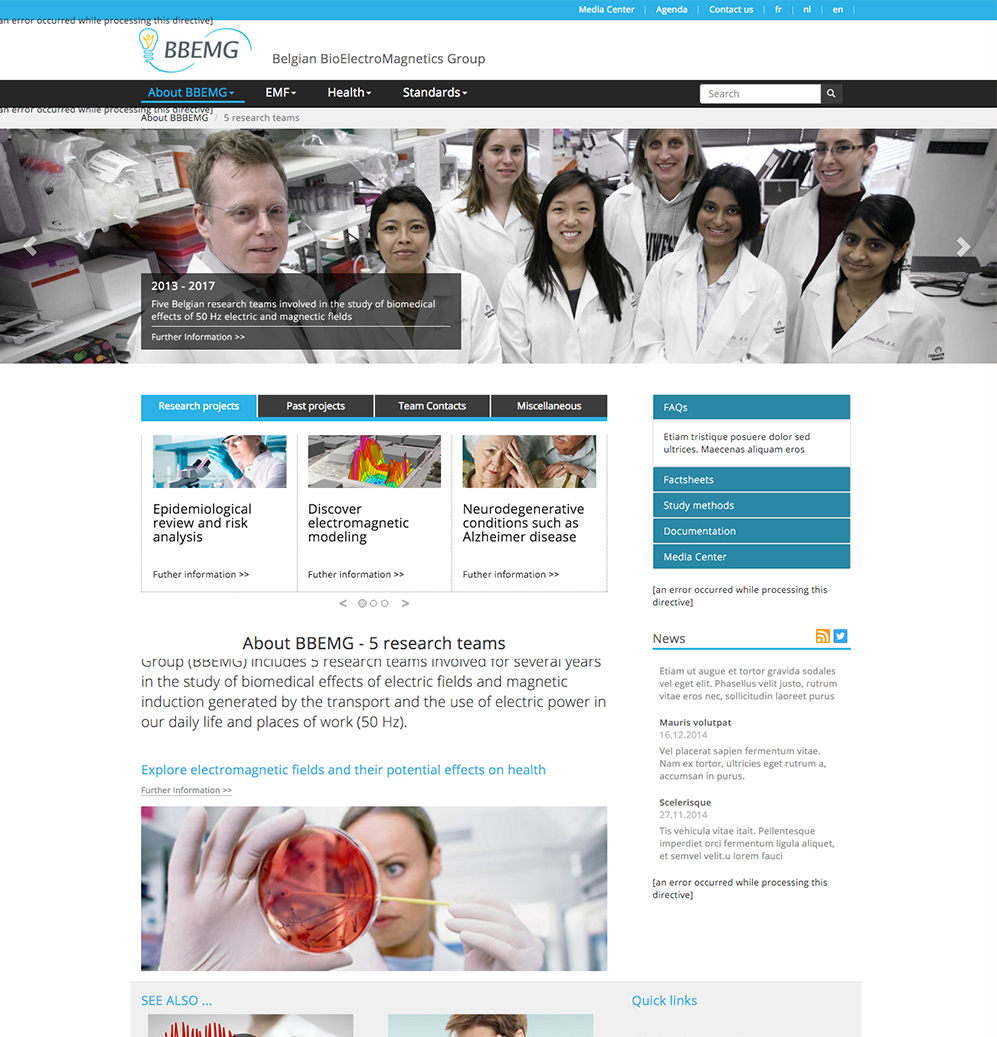 Media Center | Agenda | Contact us | fr | nl | en |
an error occurred while processing this directive]
BBEMG
Belgian BioElectroMagnetics Group
About BBEMG EMF Health Standards Search
an error occurred while processing this directive]
About BBBEMG / 5 research teams
2013 - 2017
Five Belgian research teams involved in the study of biomedical
effects of 50 Hz electric and magnectic fields
Further Information >>
Research projects Past projects Team Contacts Miscellaneous
Epidemiological
review and risk
analysis
Futher information >>
Discover
electromagnetic
modeling
Futher information >>
Neurodegenerative
conditions such as
Alzheimer disease
Futher information >>
< >
About BBEMG - 5 research teams
Group (BBEMG) includes 5 research teams involved for several years
in the study of biomedical effects of electric fields and magnetic
induction generated by the transport and the use of electric power in
our daily life and places of work (50 Hz).
Explore electromagnetic fields and their potential effects on health
Further Information >>
FAQs
Etiam tristique posuere dolor sed
ultrices. Maecenas aliquam eros
Factsheets
Study methods
Documentation
Media Center
[an error occurred while processing this
directive]
News
Etiam ut augue et tortor gravida sodales
vel eget elit. Phasellus velit justo, rutrum
vitae eros nec, sollicitudin laoreet purus
Mauris volutpat
16.12.2014
Vel placerat sapien fermentum vitae.
Nam ex tortor, ultricies eget rutrum a,
accumsan in purus.
Scelerisque
27.11.2014
Tis vehicula vitae itait. Pellentesque
imperdiet orci fermentum ligula aliquet,
et semvel velit.u lorem fauci
[an error occurred while processing this
directive]
SEE ALSO ...
Quick links